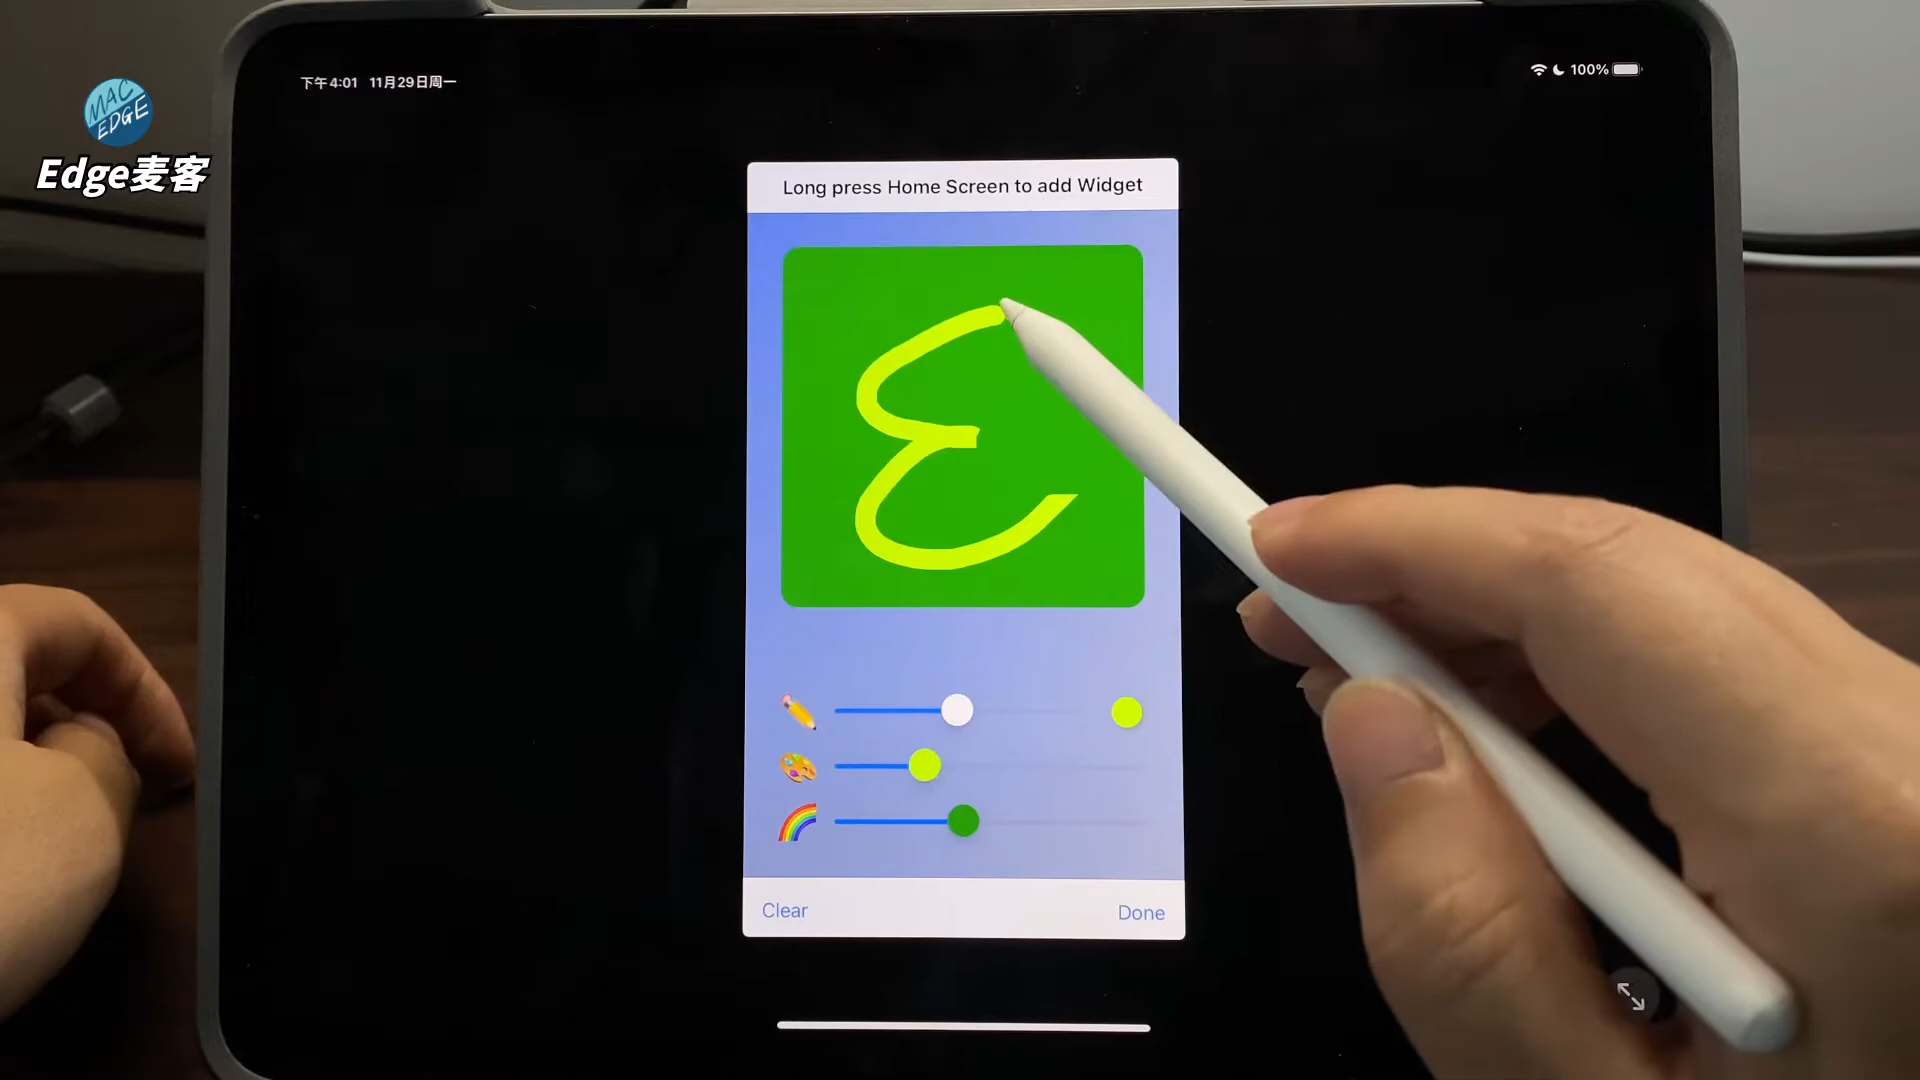 下午4:01 11月29日周一
100%
MAC
EDGE
Edge麦客
Long press Home Screen to add Widget
Ɛ
Clear
Done